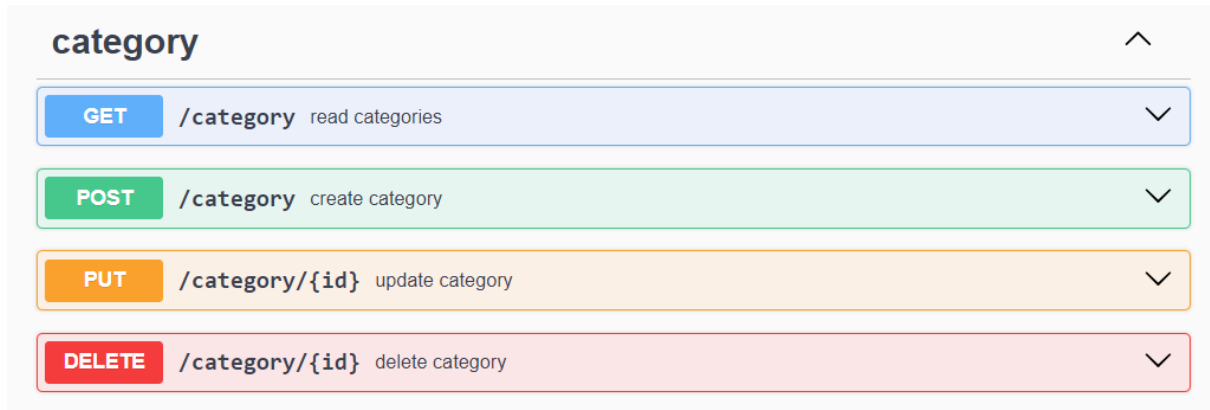 category
GET /category read categories
POST /category create category
PUT /category/{id} update category
DELETE /category/{id} delete category